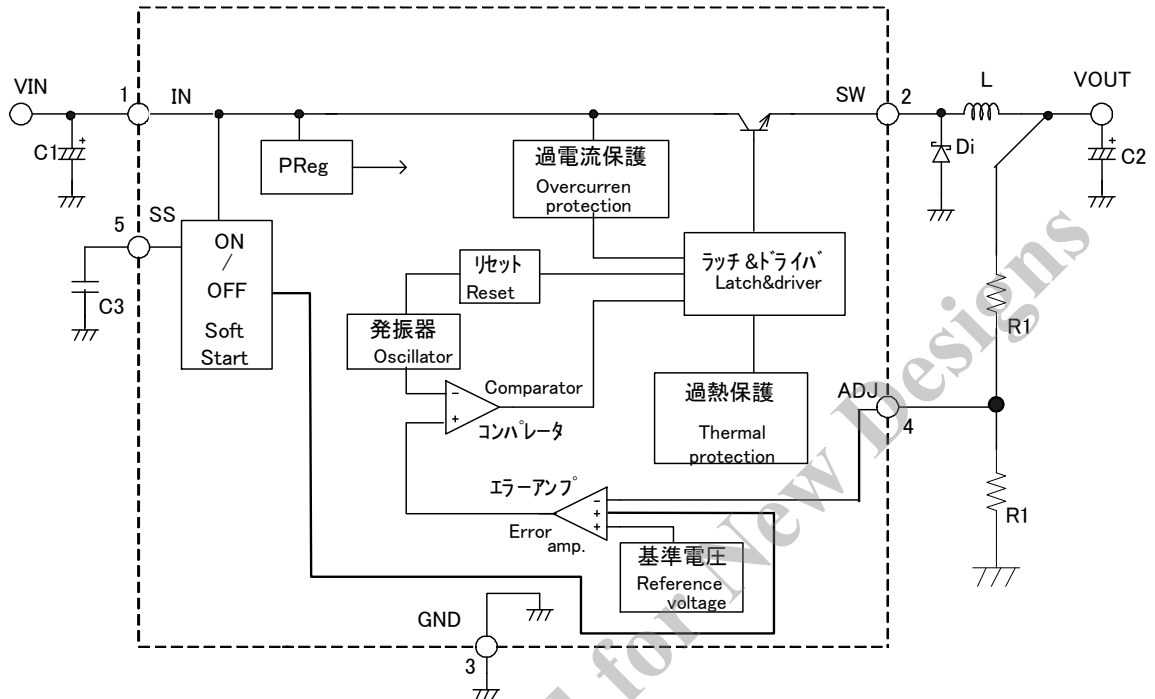 VIN
1
IN
SW
2
L
VOUT
C1
+
PReg
過電流保護
Overcurren
protection
Di
+
C2
5
SS
ON
/
OFF
Soft
Start
C3
リセット
Reset
ラッチ &ドライバ
Latch&driver
R1
発振器
Oscillator
−
+
Comparator
コンパレータ
過熱保護
Thermal
protection
ADJ
4
エラーアンプ
Error
amp.
−
+
+
基準電圧
Reference
voltage
R1
GND
3
for New Designs